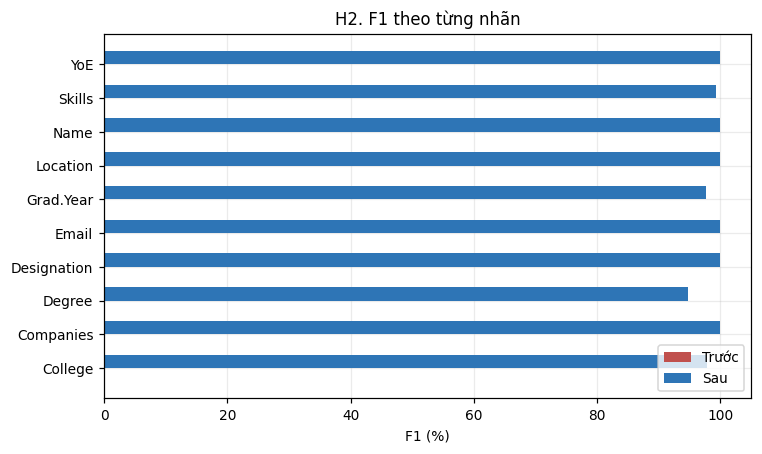 H2. F1 theo từng nhãn
YoE
Skills
Name
Location
Grad.Year
Email
Designation
Degree
Companies
College
Trước
Sau
0 20 40 60 80 100
F1 (%)